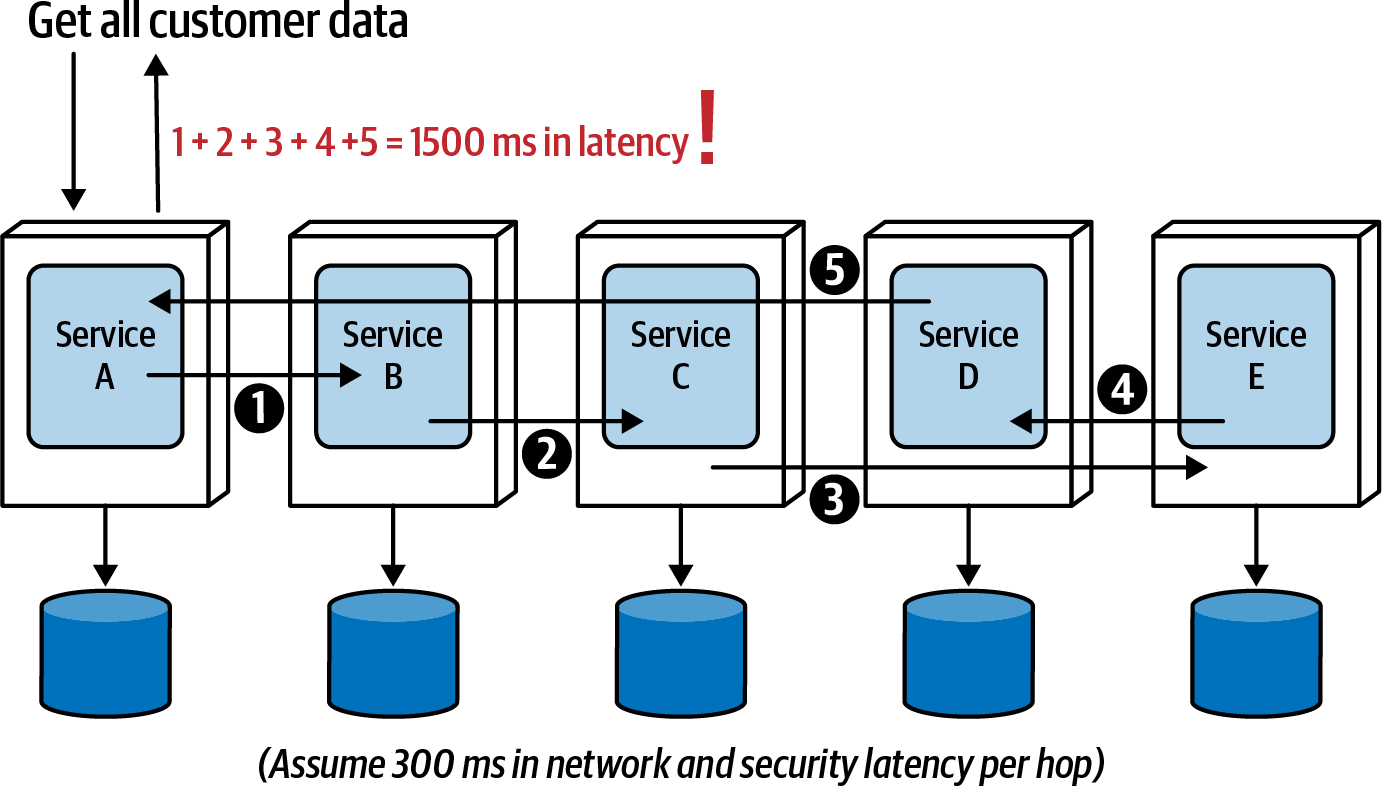 Get all customer data
1 + 2 + 3 + 4 +5 = 1500 ms in latency !
5
Service
A
Service
B
Service
C
Service
D
Service
E
1
2
3
4
(Assume 300 ms in network and security latency per hop)